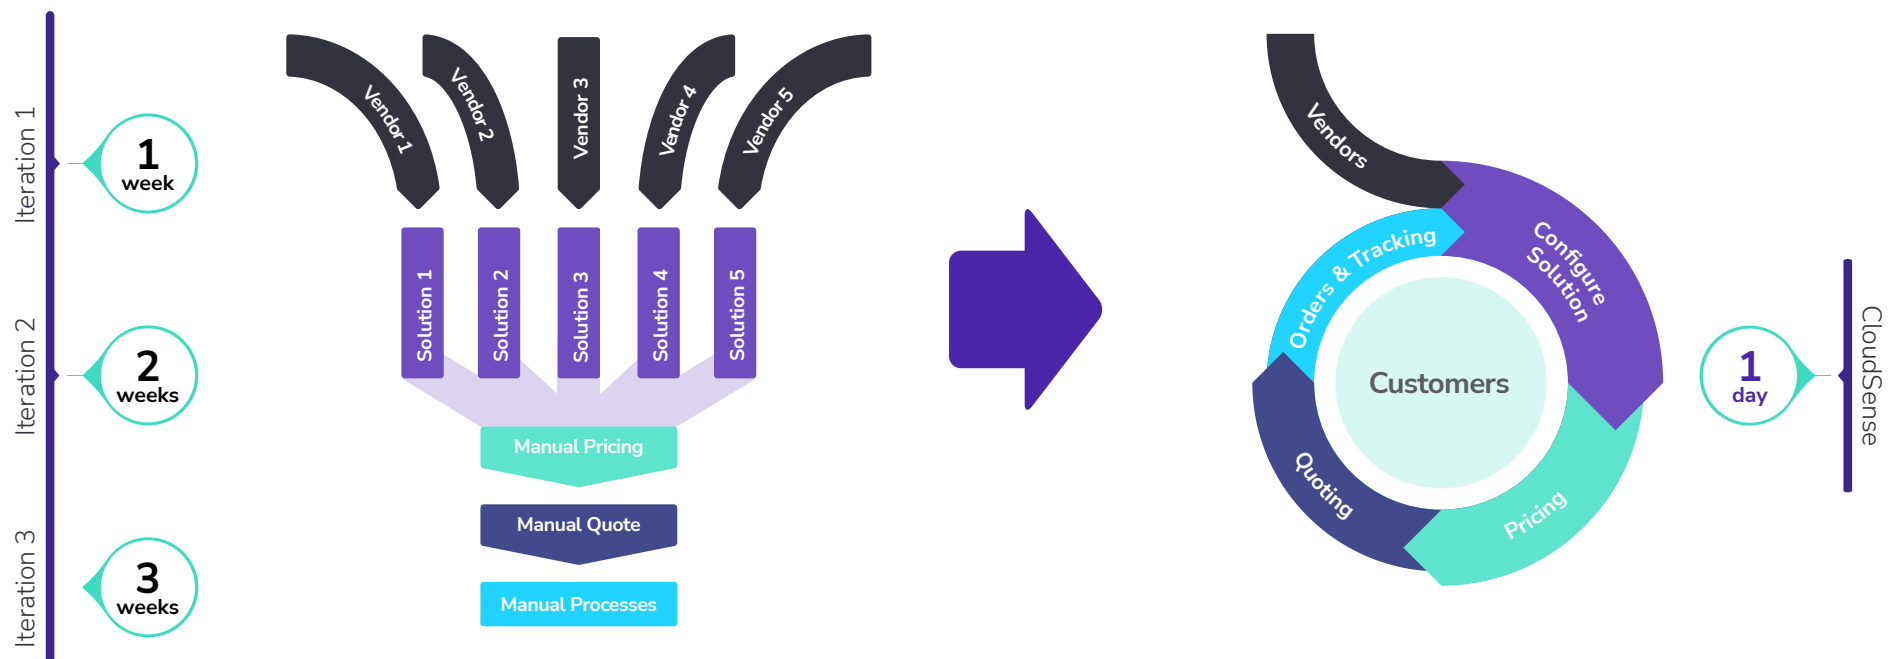 Iteration 1
1
week
Iteration 2
2
weeks
Iteration 3
3
weeks
Vendor 1
Vendor 2
Vendor 3
Vendor 4
Vendor 5
Solution 1
Solution 2
Solution 3
Solution 4
Solution 5
Manual Pricing
Manual Quote
Manual Processes
Vendors
Configure
Solution
Pricing
Quoting
Orders & Tracking
Customers
1
day
CloudSense